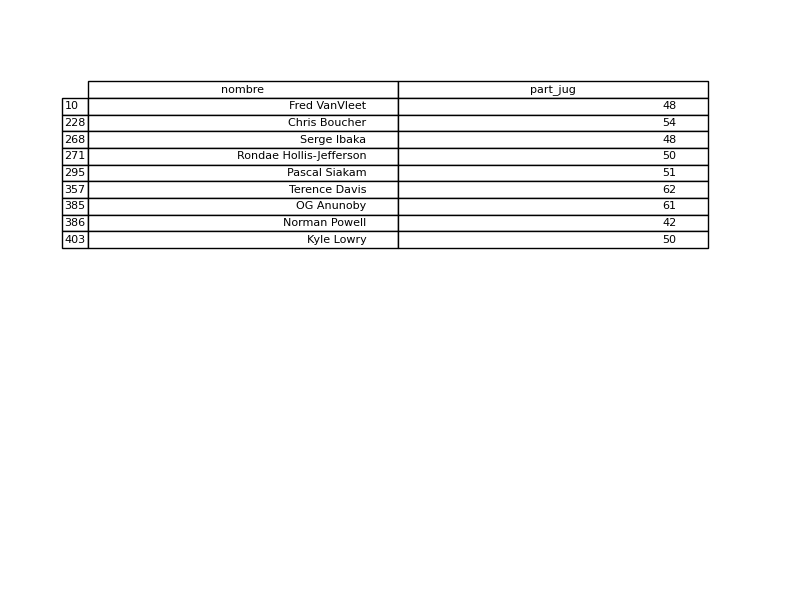 nombre part_jug
10 Fred VanVleet 48
228 Chris Boucher 54
268 Serge Ibaka 48
271 Rondae Hollis-Jefferson 50
295 Pascal Siakam 51
357 Terence Davis 62
385 OG Anunoby 61
386 Norman Powell 42
403 Kyle Lowry 50